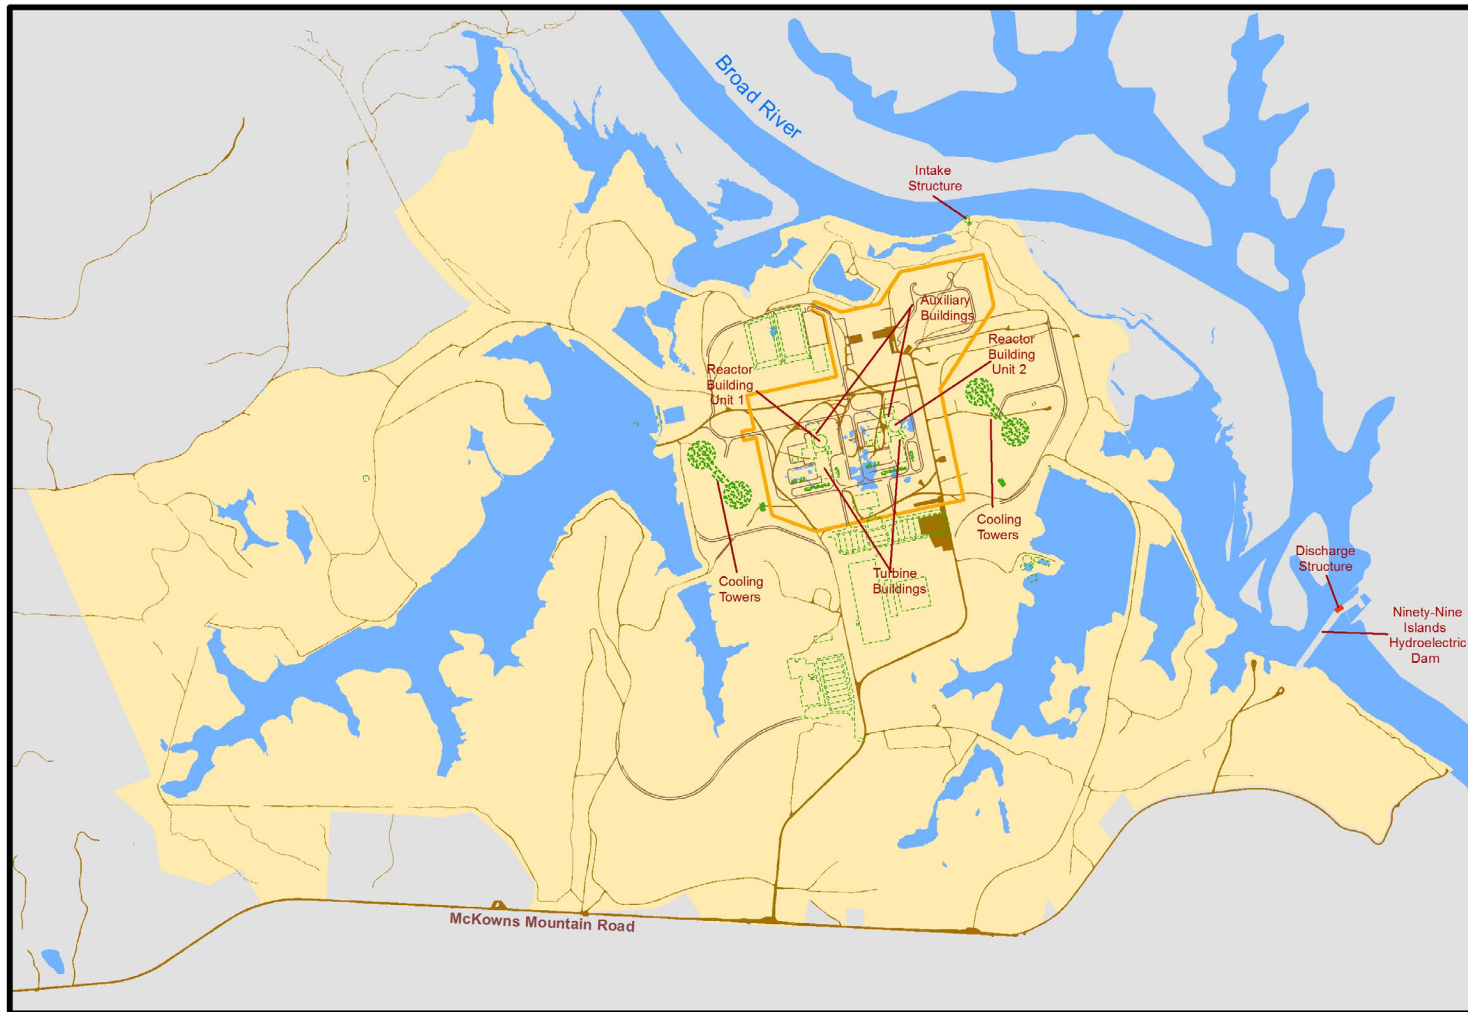 Broad River
Intake
Structure
Auxiliary
Buildings
Reactor
Building
Unit 2
Reactor
Building
Unit 1
Cooling
Towers
Discharge
Structure
Cooling
Towers
Turbine
Buildings
Ninety-Nine
Islands
Hydroelectric
Dam
McKowns Mountain Road